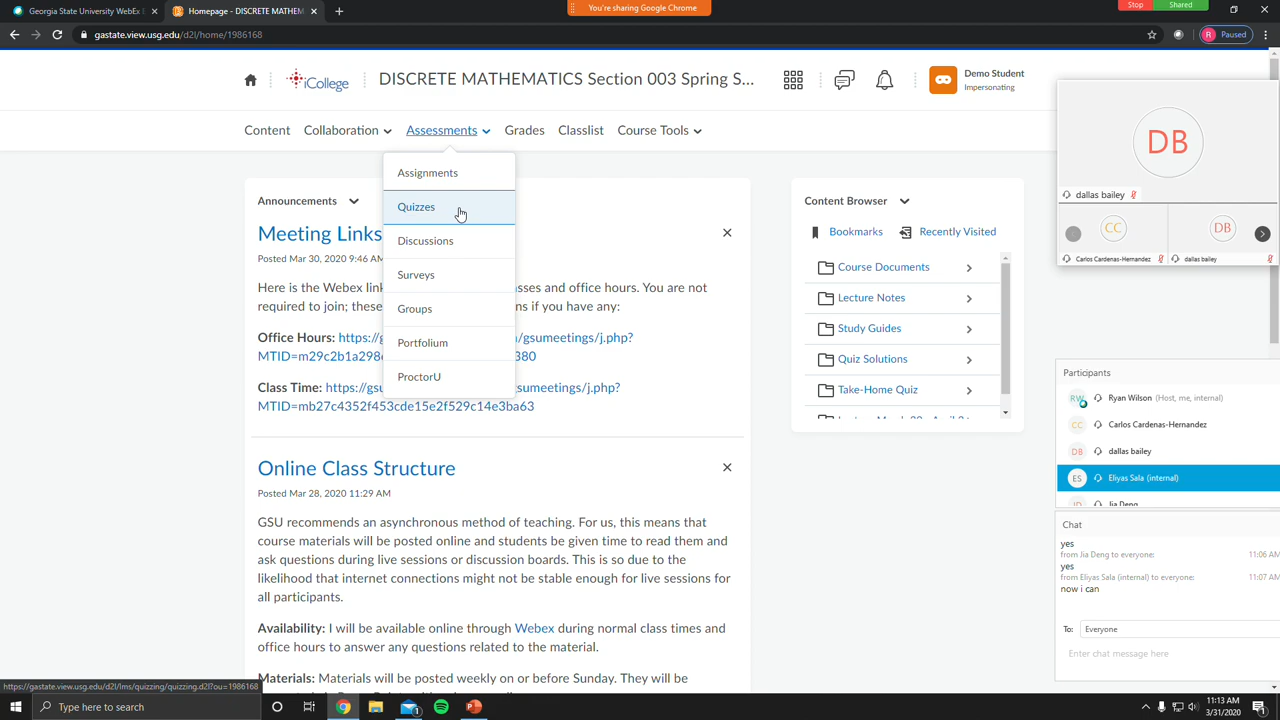 Georgia State University WebEx
Homepage - DISCRETE MATHEM
You're sharing Google Chrome
Stop
Shared
gastate.view.usg.edu/d2l/home/1986168
R
Paused
iCollege
DISCRETE MATHEMATICS Section 003 Spring S...
Demo Student
Impersonating
Content
Collaboration
Assessments
Grades
Classlist
Course Tools
Assignments
Quizzes
Discussions
Surveys
Groups
Portfolium
ProctorU
Announcements
Meeting Links
Posted Mar 30, 2020 9:46 AM
required to join; these
Office Hours: https://
MTID=m29c2b1a298
380
Class Time: https://gsu
sumeetings/j.php?
MTID=mb27c4352f453cde15e2f529c14e3ba63
Here is the Webex link
sses and office hours. You are not
ns if you have any:
/gsumeetings/j.php?
Online Class Structure
Posted Mar 28, 2020 11:29 AM
GSU recommends an asynchronous method of teaching. For us, this means that
course materials will be posted online and students be given time to read them and
ask questions during live sessions or discussion boards. This is so due to the
likelihood that internet connections might not be stable enough for live sessions for
all participants.
Availability: I will be available online through Webex during normal class times and
office hours to answer any questions related to the material.
Materials: Materials will be posted weekly on or before Sunday. They will be
https://gastate.view.usg.edu/d2l/lms/quizzing/quizzing.d2l?ou=1986168
Content Browser
Bookmarks
Recently Visited
Course Documents
Lecture Notes
Study Guides
Quiz Solutions
Take-Home Quiz
DB
dallas bailey
CC
DB
Carlos Cardenas-Hernandez
dallas bailey
Participants
RW Ryan Wilson (Host, me, internal)
CC Carlos Cardenas-Hernandez
DB dallas bailey
ES Eliyas Sala (internal)
Jia Deng
Chat
yes
from Jia Deng to everyone: 11:06 AM
yes
from Eliyas Sala (internal) to everyone: 11:07 AM
now i can
To: Everyone
Enter chat message here
Type here to search
1
11:13 AM
3/31/2020
1